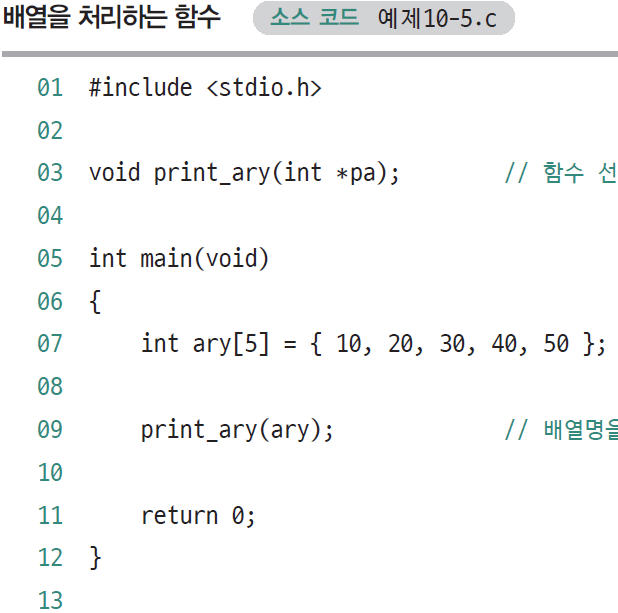 배열을 처리하는 함수 소스 코드 예제10-5.c
01 #include <stdio.h>
02
03 void print_ary(int *pa); // 함수 선
04
05 int main(void)
06 {
07 int ary[5] = { 10, 20, 30, 40, 50 };
08
09 print_ary(ary); // 배열명을
10
11 return 0;
12 }
13